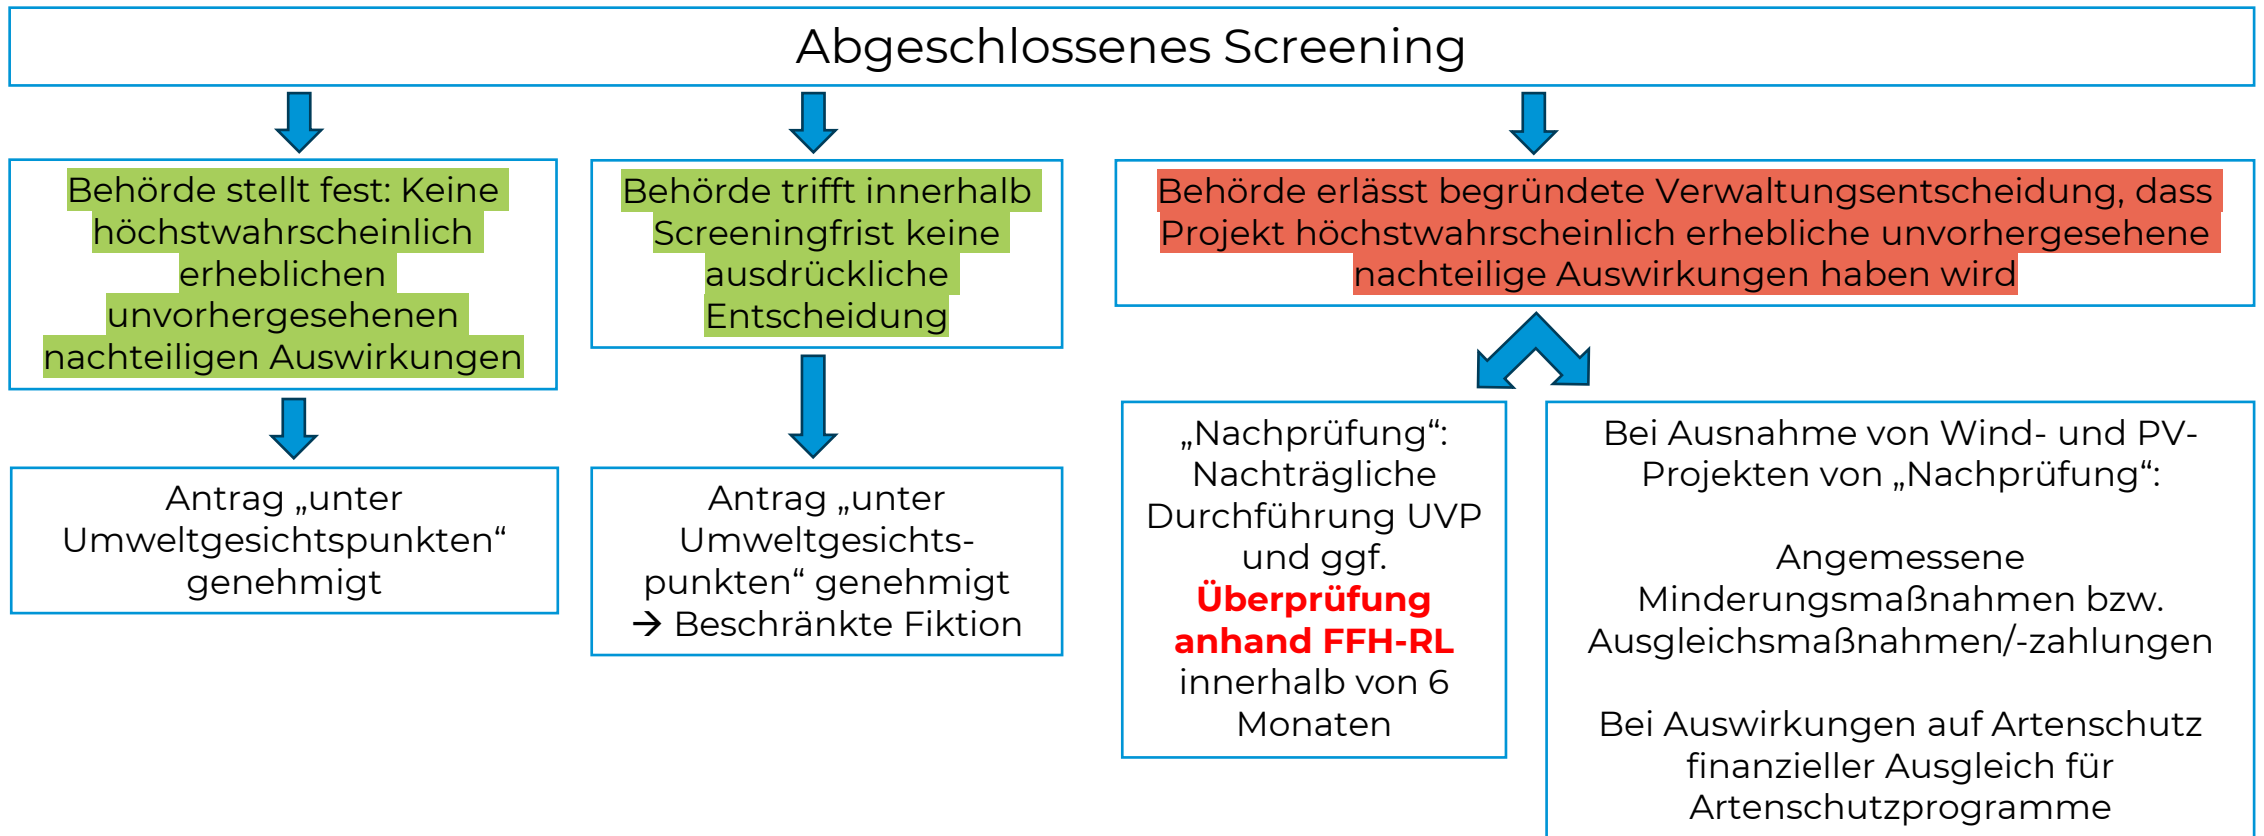 Abgeschlossenes Screening
Behörde stellt fest: Keine
höchstwahrscheinlich
erheblichen
unvorhergesehenen
nachteiligen Auswirkungen
Antrag „unter
Umweltgesichtspunkten“
genehmigt
Behörde trifft innerhalb
Screeningfrist keine
ausdrückliche
Entscheidung
Antrag „unter
Umweltgesichts-
punkten“ genehmigt
→ Beschränkte Fiktion
Behörde erlässt begründete Verwaltungsentscheidung, dass
Projekt höchstwahrscheinlich erhebliche unvorhergesehene
nachteilige Auswirkungen haben wird
„Nachprüfung“:
Nachträgliche
Durchführung UVP
und ggf.
Überprüfung
anhand FFH-RL
innerhalb von 6
Monaten
Bei Ausnahme von Wind- und PV-
Projekten von „Nachprüfung“:
Angemessene
Minderungsmaßnahmen bzw.
Ausgleichsmaßnahmen/-zahlungen
Bei Auswirkungen auf Artenschutz
finanzieller Ausgleich für
Artenschutzprogramme